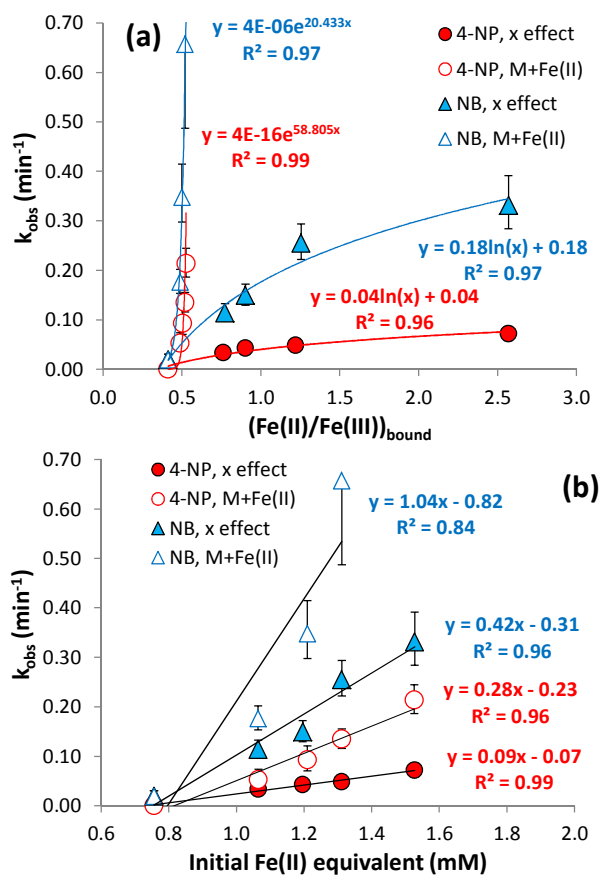 (a)
y = 4E-06e^20.433x
R² = 0.97
y = 4E-16e^58.805x
R² = 0.99
4-NP, x effect
4-NP, M+Fe(II)
NB, x effect
NB, M+Fe(II)
y = 0.18ln(x) + 0.18
R² = 0.97
y = 0.04ln(x) + 0.04
R² = 0.96
k_obs (min⁻¹)
0.70
0.60
0.50
0.40
0.30
0.20
0.10
0.00
0.0 0.5 1.0 1.5 2.0 2.5 3.0
(Fe(II)/Fe(III))_bound
(b)
4-NP, x effect
4-NP, M+Fe(II)
NB, x effect
NB, M+Fe(II)
y = 1.04x - 0.82
R² = 0.84
y = 0.42x - 0.31
R² = 0.96
y = 0.28x - 0.23
R² = 0.96
y = 0.09x - 0.07
R² = 0.99
k_obs (min⁻¹)
0.70
0.60
0.50
0.40
0.30
0.20
0.10
0.00
0.6 0.8 1.0 1.2 1.4 1.6 1.8 2.0
Initial Fe(II) equivalent (mM)